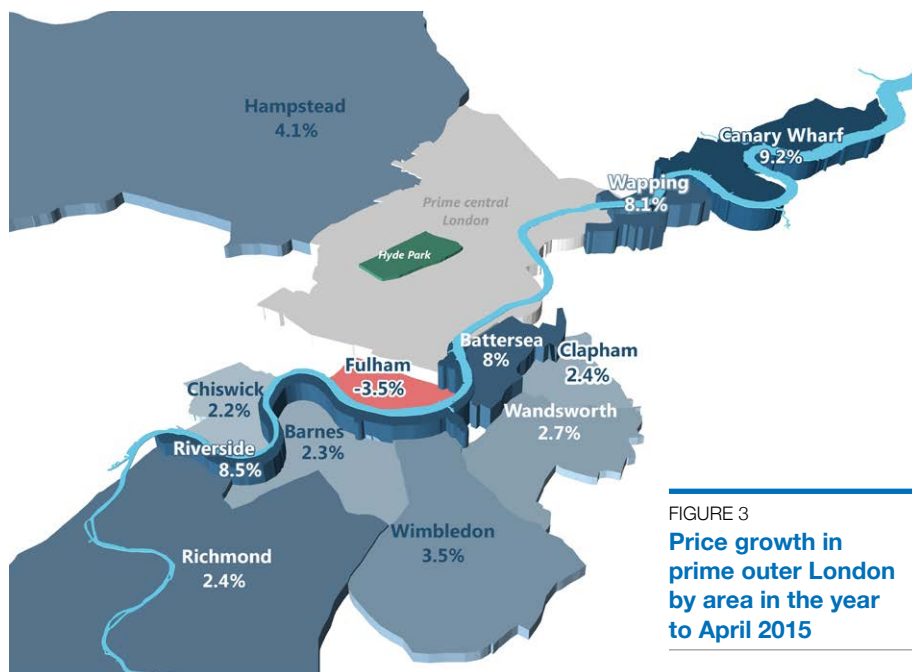 Hampstead
4.1%
Canary Wharf
9.2%
Wapping
8.1%
Prime central
London
Hyde Park
Battersea
8%
Clapham
2.4%
Fulham
-3.5%
Chiswick
2.2%
Wandsworth
2.7%
Barnes
2.3%
Riverside
8.5%
Wimbledon
3.5%
Richmond
2.4%
FIGURE 3
Price growth in
prime outer London
by area in the year
to April 2015